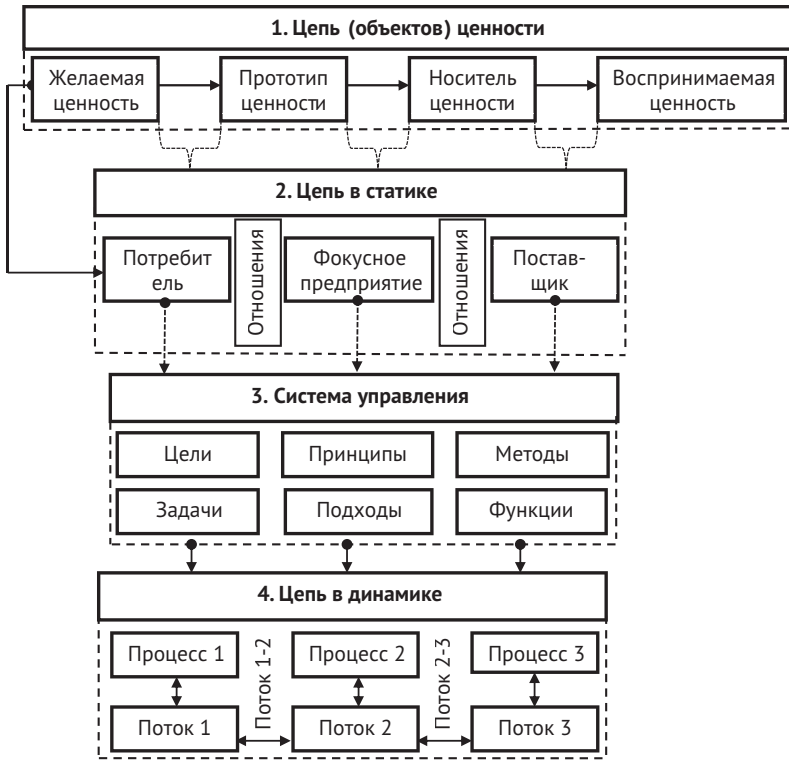 1. Цепь (объектов) ценности
Желаемая
ценность
Прототип
ценности
Носитель
ценности
Воспринимаемая
ценность
2. Цепь в статике
Потребит
ель
Отношения
Фокусное
предприятие
Отношения
Постав-
щик
3. Система управления
Цели
Принципы
Методы
Задачи
Подходы
Функции
4. Цепь в динамике
Процесс 1
Поток 1-2
Процесс 2
Поток 2-3
Процесс 3
Поток 1
Поток 2
Поток 3